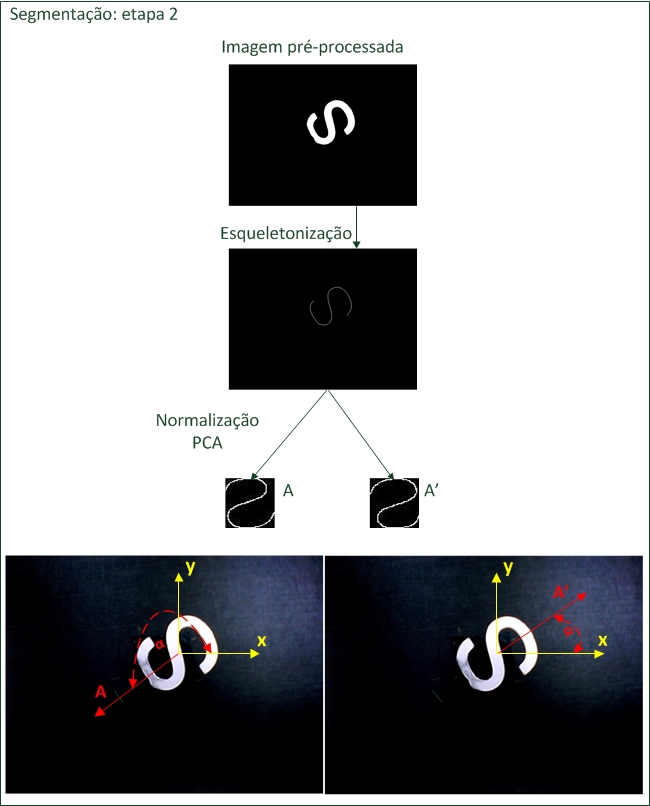 Segmentação: etapa 2
Imagem pré-processada
Esqueletonização
Normalização
PCA
A
A’
y
x
α
A
y
A’
x
α